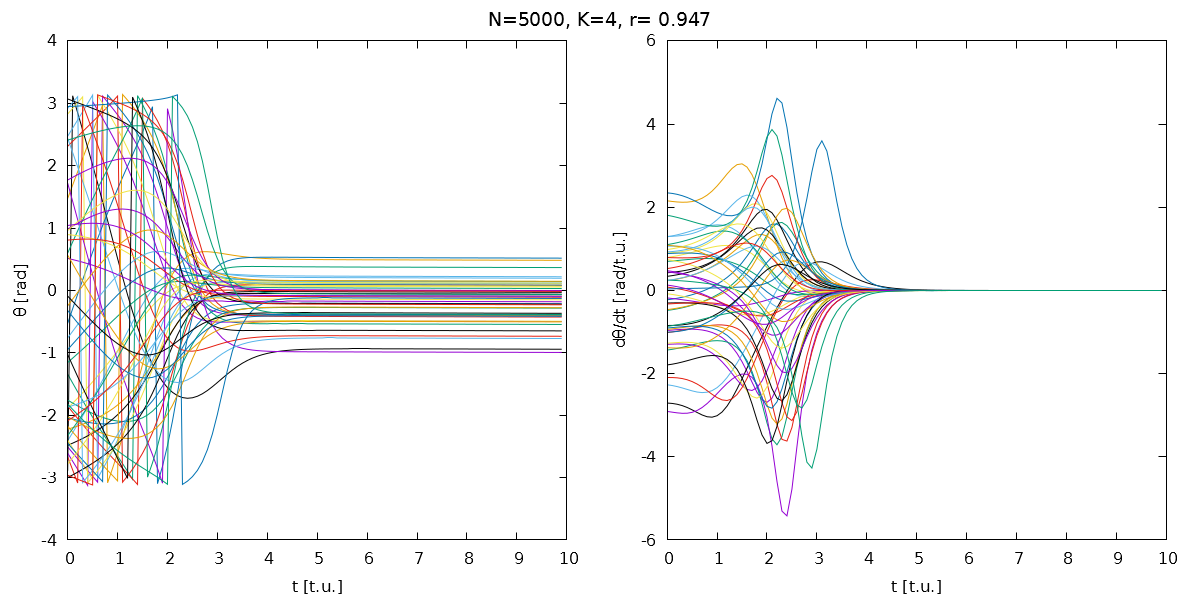 N=5000, K=4, r= 0.947
4
3
2
1
0
-1
-2
-3
-4
θ [rad]
0 1 2 3 4 5 6 7 8 9 10
t [t.u.]
6
4
2
0
-2
-4
-6
dθ/dt [rad/t.u.]
0 1 2 3 4 5 6 7 8 9 10
t [t.u.]